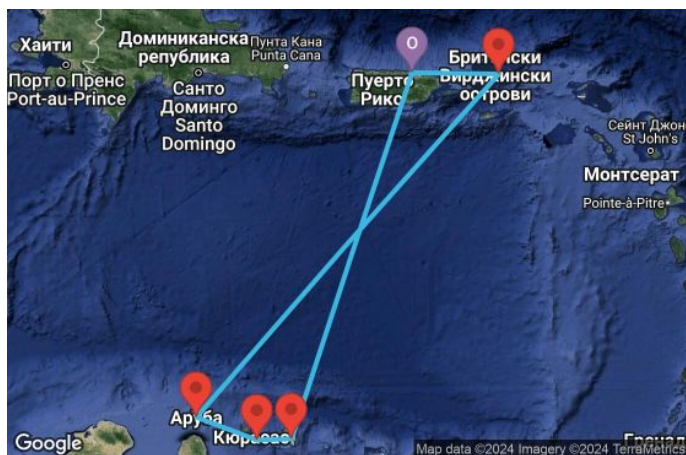 Хаити
Порт о Пренс
Port-au-Prince
Доминиканска
република
Санто
Доминго
Santo
Domingo
Пунта Кана
Punta Cana
O
Пуерто
Рико
Британски
Вирджински
острови
Сейнт Джон
St John's
Монтсерат
Pointe-à-Pitre
Аруба
Кюрасао
Google
Map data ©2024 Imagery ©2024 TerraMetrics